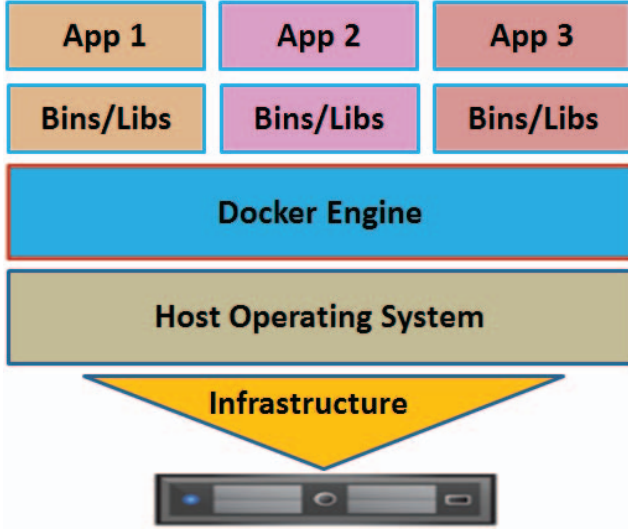 App 1 App 2 App 3
Bins/Libs Bins/Libs Bins/Libs
Docker Engine
Host Operating System
Infrastructure